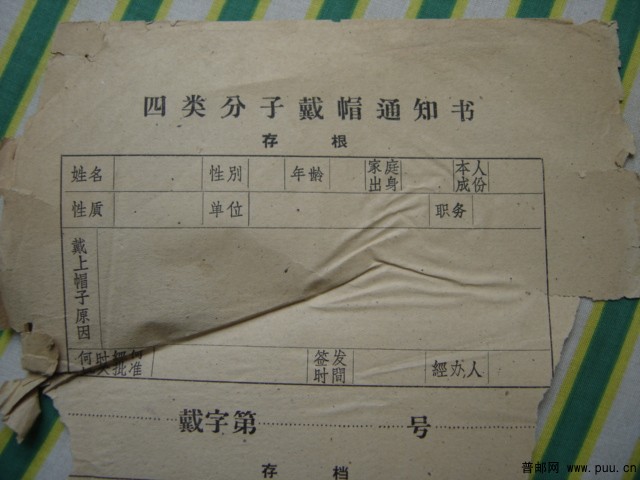 四类分子戴帽通知书
存根
姓名 性别 年龄 家庭出身 本人成份
性质 单位 职务
戴上帽子原因
何时 何 批准 签发时間 經办人
戴字第 号
存档
普邮网 www.puu.cn